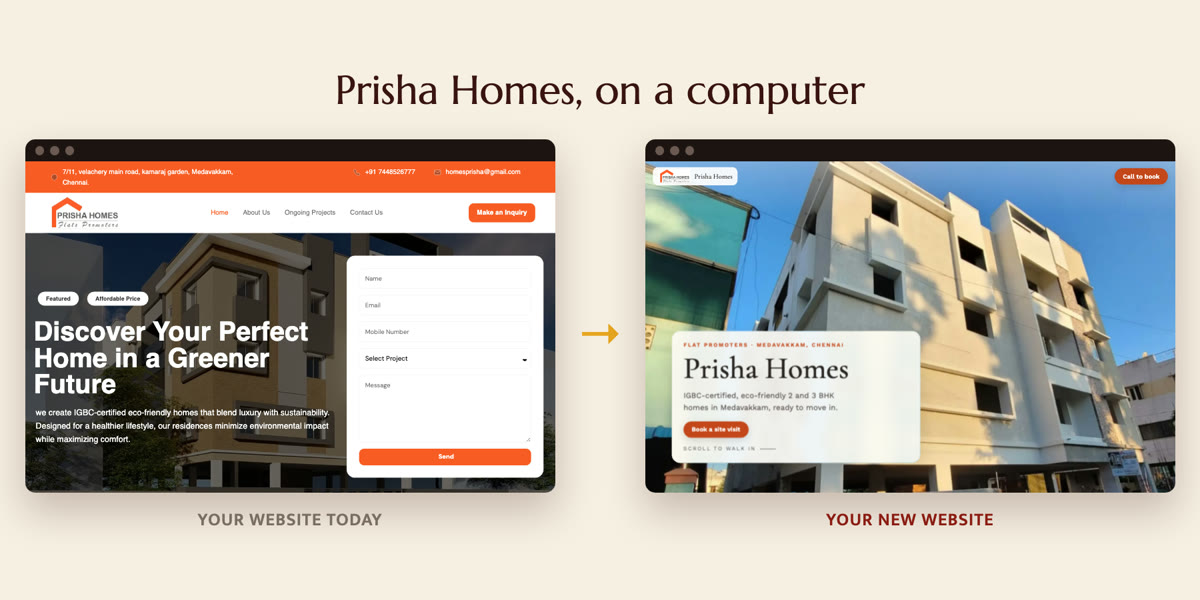 Prisha Homes, on a computer
7/11, velachery main road, kamaraj garden, Medavakkam,
Chennai.
+91 7448526777
homesprisha@gmail.com
PRISHA HOMES
Flats Promoters
Home
About Us
Ongoing Projects
Contact Us
Make an Inquiry
Featured
Affordable Price
Discover Your Perfect
Home in a Greener
Future
we create IGBC-certified eco-friendly homes that blend luxury with sustainability.
Designed for a healthier lifestyle, our residences minimize environmental impact
while maximizing comfort.
Name
Email
Mobile Number
Select Project
Message
Send
YOUR WEBSITE TODAY
PRISHA HOMES
Prisha Homes
Call to book
FLAT PROMOTERS · MEDAVAKKAM, CHENNAI
Prisha Homes
IGBC-certified, eco-friendly 2 and 3 BHK
homes in Medavakkam, ready to move in.
Book a site visit
SCROLL TO WALK IN
YOUR NEW WEBSITE